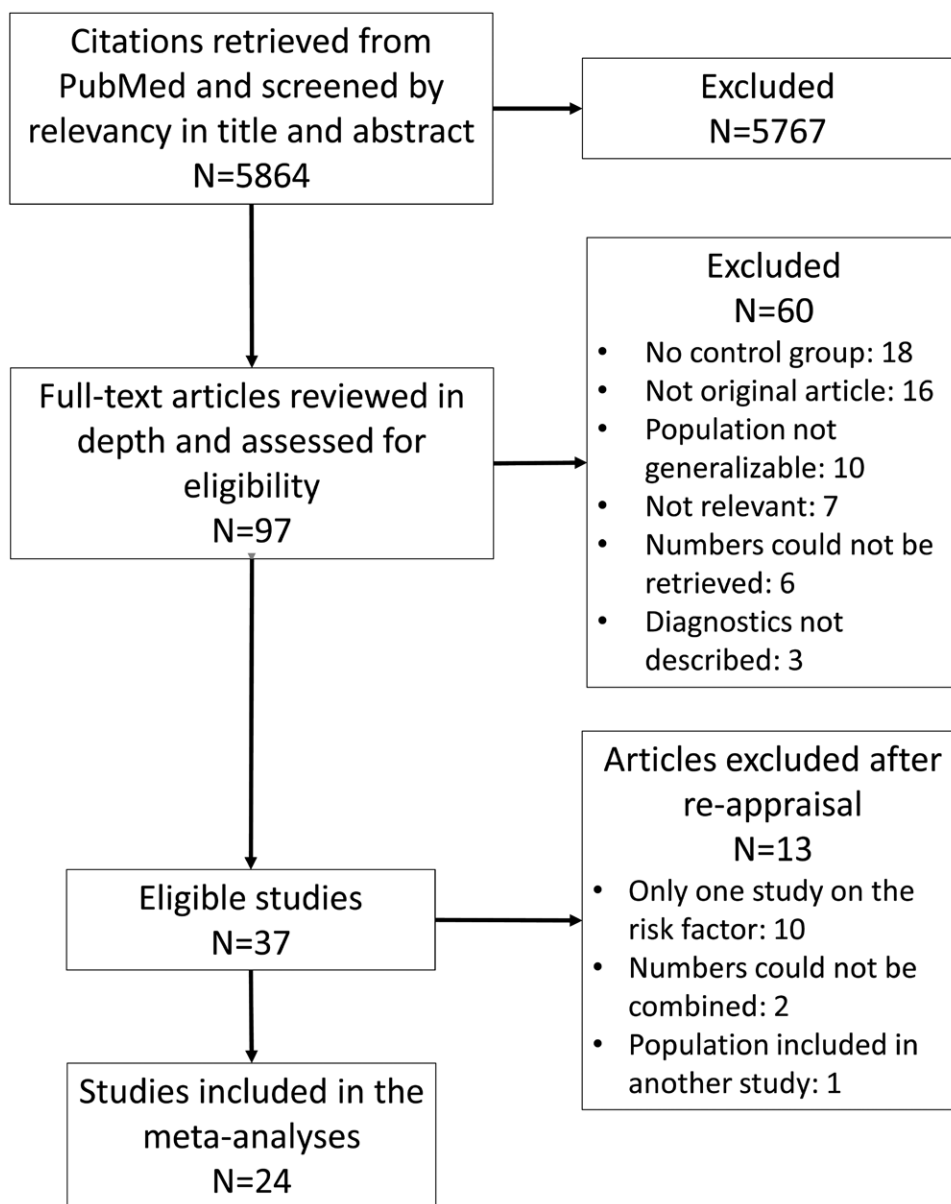 Citations retrieved from
PubMed and screened by
relevancy in title and abstract
N=5864
Excluded
N=5767
Excluded
N=60
• No control group: 18
• Not original article: 16
• Population not
generalizable: 10
• Not relevant: 7
• Numbers could not be
retrieved: 6
• Diagnostics not
described: 3
Full-text articles reviewed in
depth and assessed for
eligibility
N=97
Articles excluded after
re-appraisal
N=13
• Only one study on the
risk factor: 10
• Numbers could not be
combined: 2
• Population included in
another study: 1
Eligible studies
N=37
Studies included in the
meta-analyses
N=24